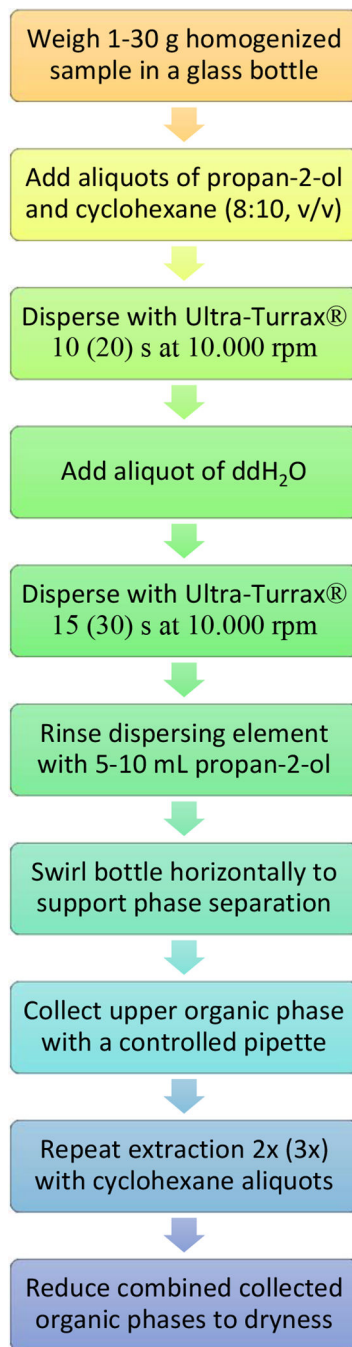 Weigh 1-30 g homogenized
sample in a glass bottle
Add aliquots of propan-2-ol
and cyclohexane (8:10, v/v)
Disperse with Ultra-Turrax®
10 (20) s at 10.000 rpm
Add aliquot of ddH₂O
Disperse with Ultra-Turrax®
15 (30) s at 10.000 rpm
Rinse dispersing element
with 5-10 mL propan-2-ol
Swirl bottle horizontally to
support phase separation
Collect upper organic phase
with a controlled pipette
Repeat extraction 2x (3x)
with cyclohexane aliquots
Reduce combined collected
organic phases to dryness